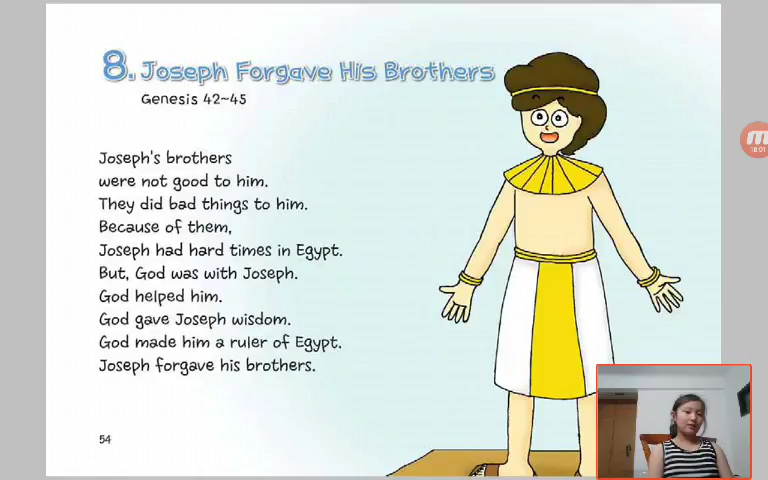 8. Joseph Forgave His Brothers
Genesis 42~45
Joseph's brothers
were not good to him.
They did bad things to him.
Because of them,
Joseph had hard times in Egypt.
But, God was with Joseph.
God helped him.
God gave Joseph wisdom.
God made him a ruler of Egypt.
Joseph forgave his brothers.
54
18:01